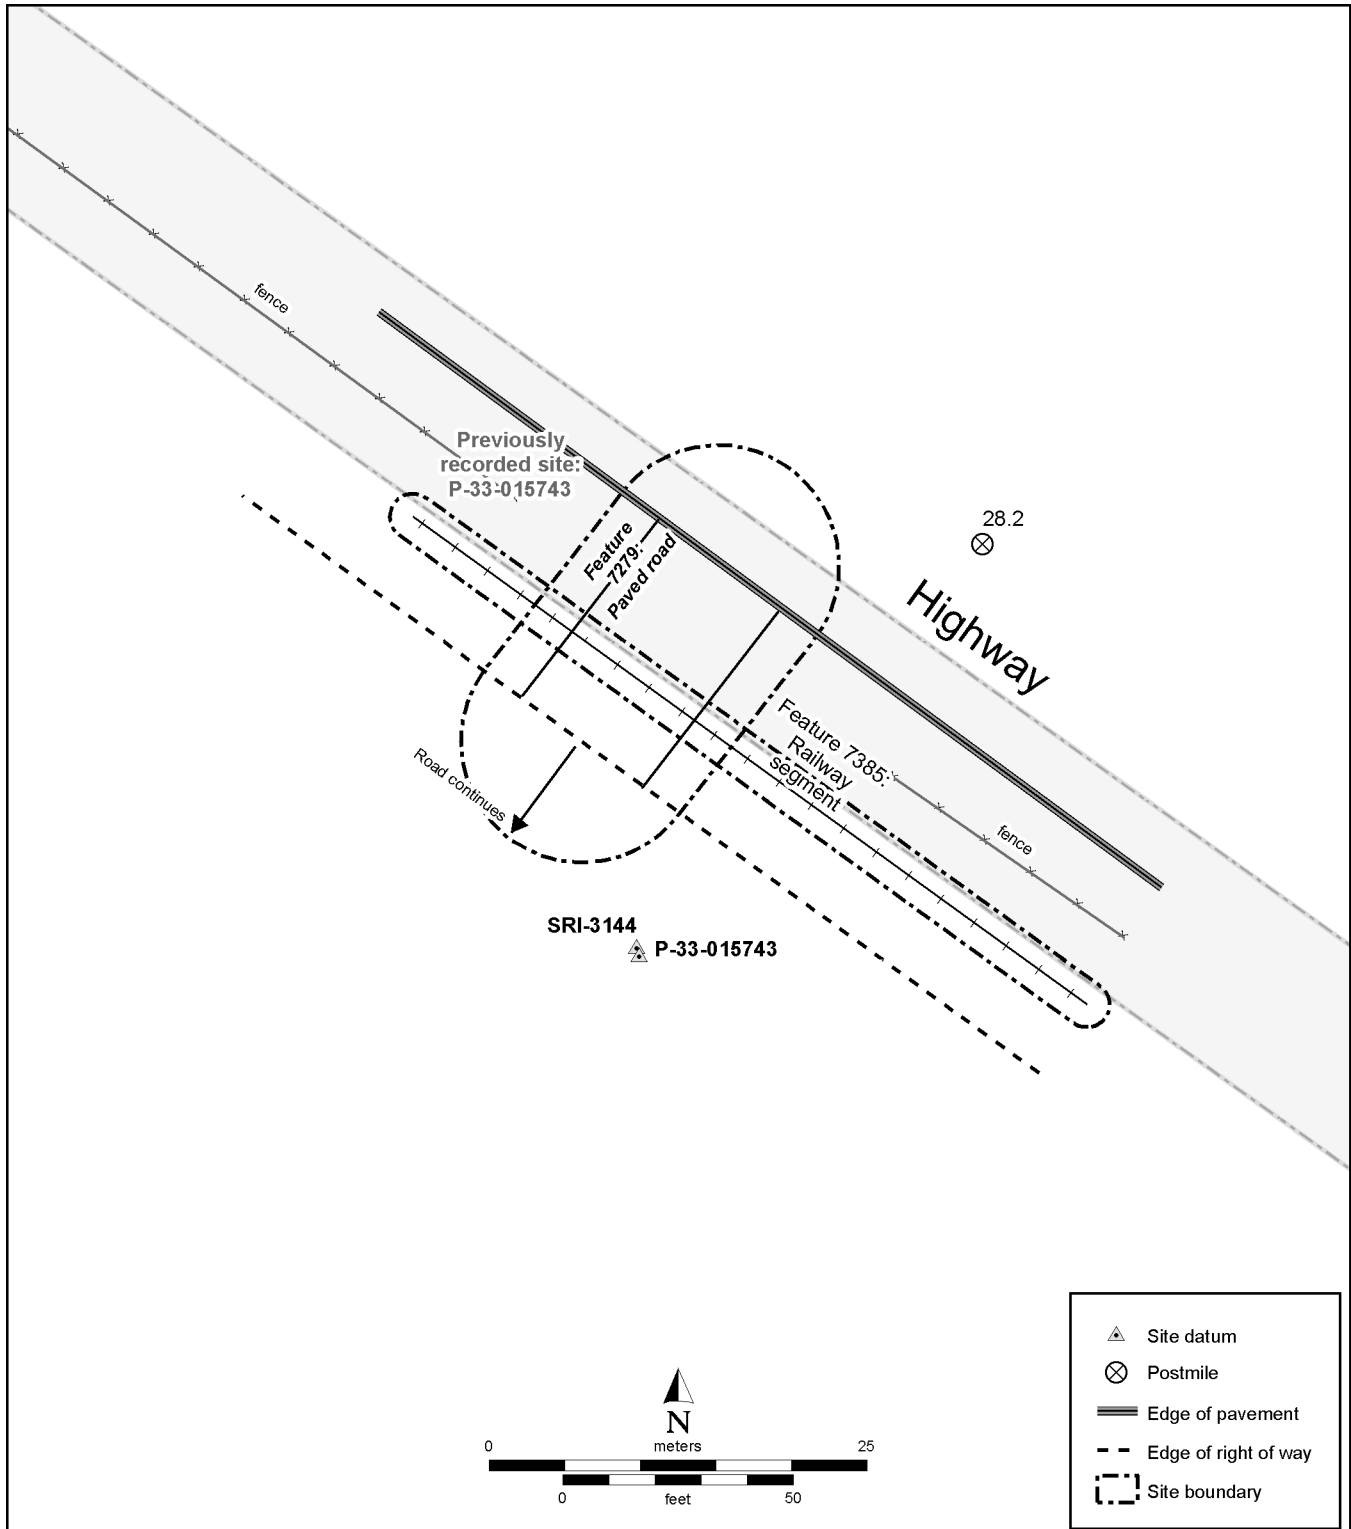 fence
Previously
recorded site:
P-33-015743
28.2
Highway
Feature
7279:
Paved road
Feature 7385:
Railway
segment
Road continues
fence
SRI-3144
P-33-015743
N
0 meters 25
0 feet 50
Site datum
Postmile
Edge of pavement
Edge of right of way
Site boundary